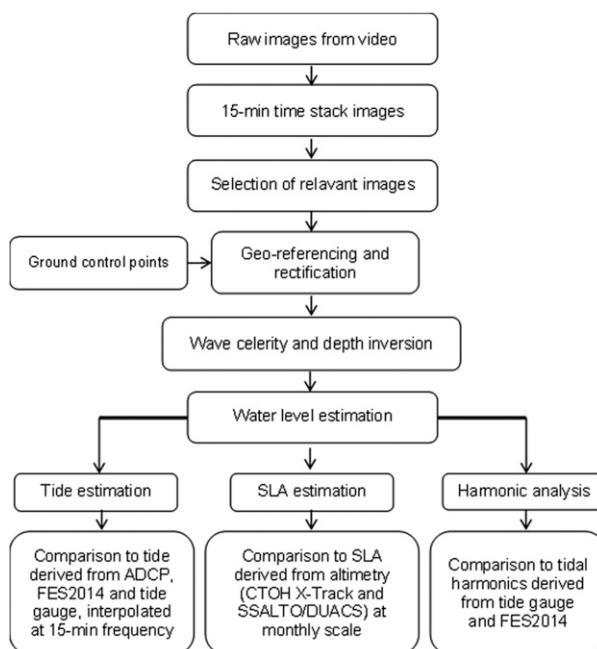 Raw images from video
15-min time stack images
Selection of relavant images
Ground control points
Geo-referencing and
rectification
Wave celerity and depth inversion
Water level estimation
Tide estimation
SLA estimation
Harmonic analysis
Comparison to tide
derived from ADCP,
FES2014 and tide
gauge, interpolated
at 15-min frequency
Comparison to SLA
derived from altimetry
(CTOH X-Track and
SSALTO/DUACS) at
monthly scale
Comparison to tidal
harmonics derived
from tide gauge
and FES2014